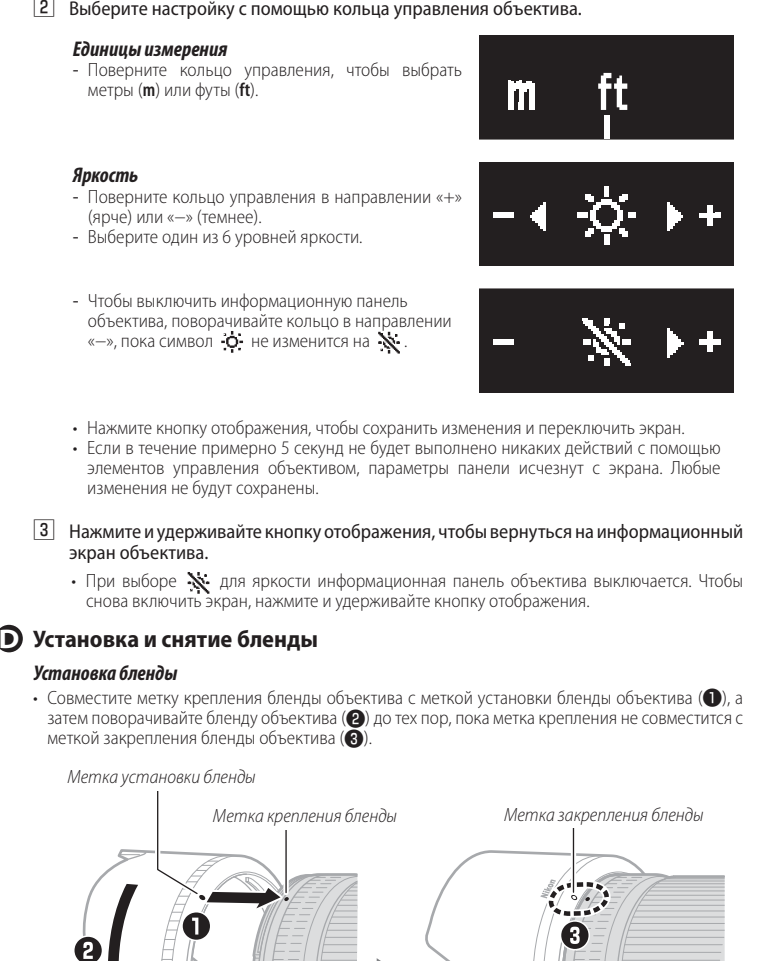 2 Выберите настройку с помощью кольца управления объектива.
Единицы измерения
- Поверните кольцо управления, чтобы выбрать
метры (m) или футы (ft).
m ft
Яркость
- Поверните кольцо управления в направлении «+»
(ярче) или «—» (темнее).
- Выберите один из 6 уровней яркости.
- +
- Чтобы выключить информационную панель
объектива, поворачивайте кольцо в направлении
«—», пока символ не изменится на .
- +
• Нажмите кнопку отображения, чтобы сохранить изменения и переключить экран.
• Если в течение примерно 5 секунд не будет выполнено никаких действий с помощью
элементов управления объективом, параметры панели исчезнут с экрана. Любые
изменения не будут сохранены.
3 Нажмите и удерживайте кнопку отображения, чтобы вернуться на информационный
экран объектива.
• При выборе для яркости информационная панель объектива выключается. Чтобы
снова включить экран, нажмите и удерживайте кнопку отображения.
D Установка и снятие бленды
Установка бленды
• Совместите метку крепления бленды объектива с меткой установки бленды объектива (❶), а
затем поворачивайте бленду объектива (❷) до тех пор, пока метка крепления не совместится с
меткой закрепления бленды объектива (❸).
Метка установки бленды
Метка крепления бленды
Метка закрепления бленды
Nikon
❶
❷
❸